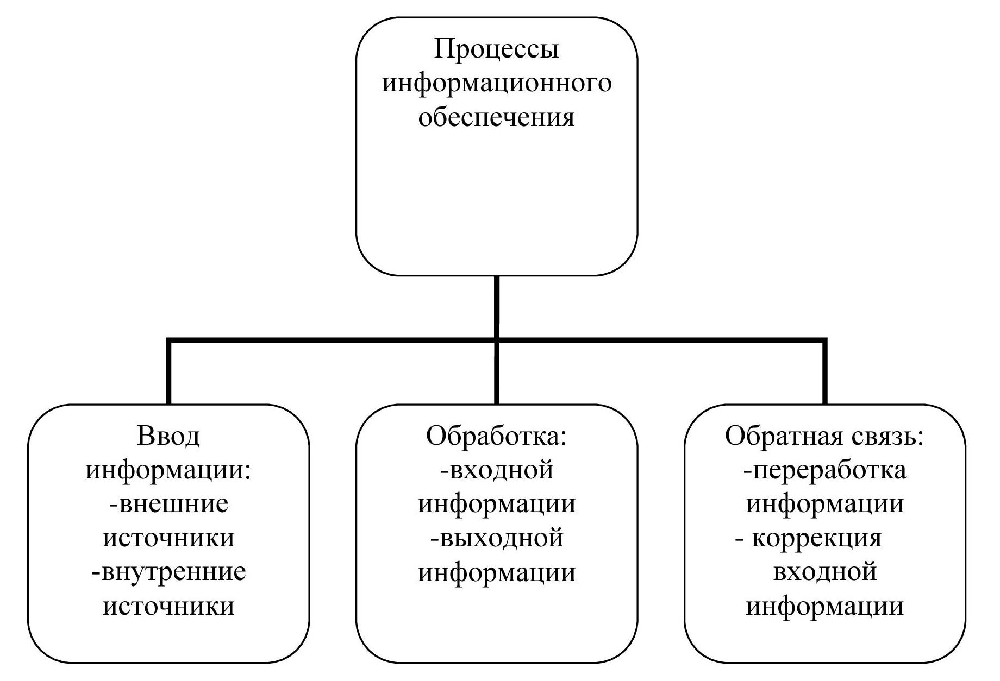 Процессы
информационного
обеспечения
Ввод
информации:
-внешние
источники
-внутренние
источники
Обработка:
-входной
информации
-выходной
информации
Обратная связь:
-переработка
информации
- коррекция
входной
информации